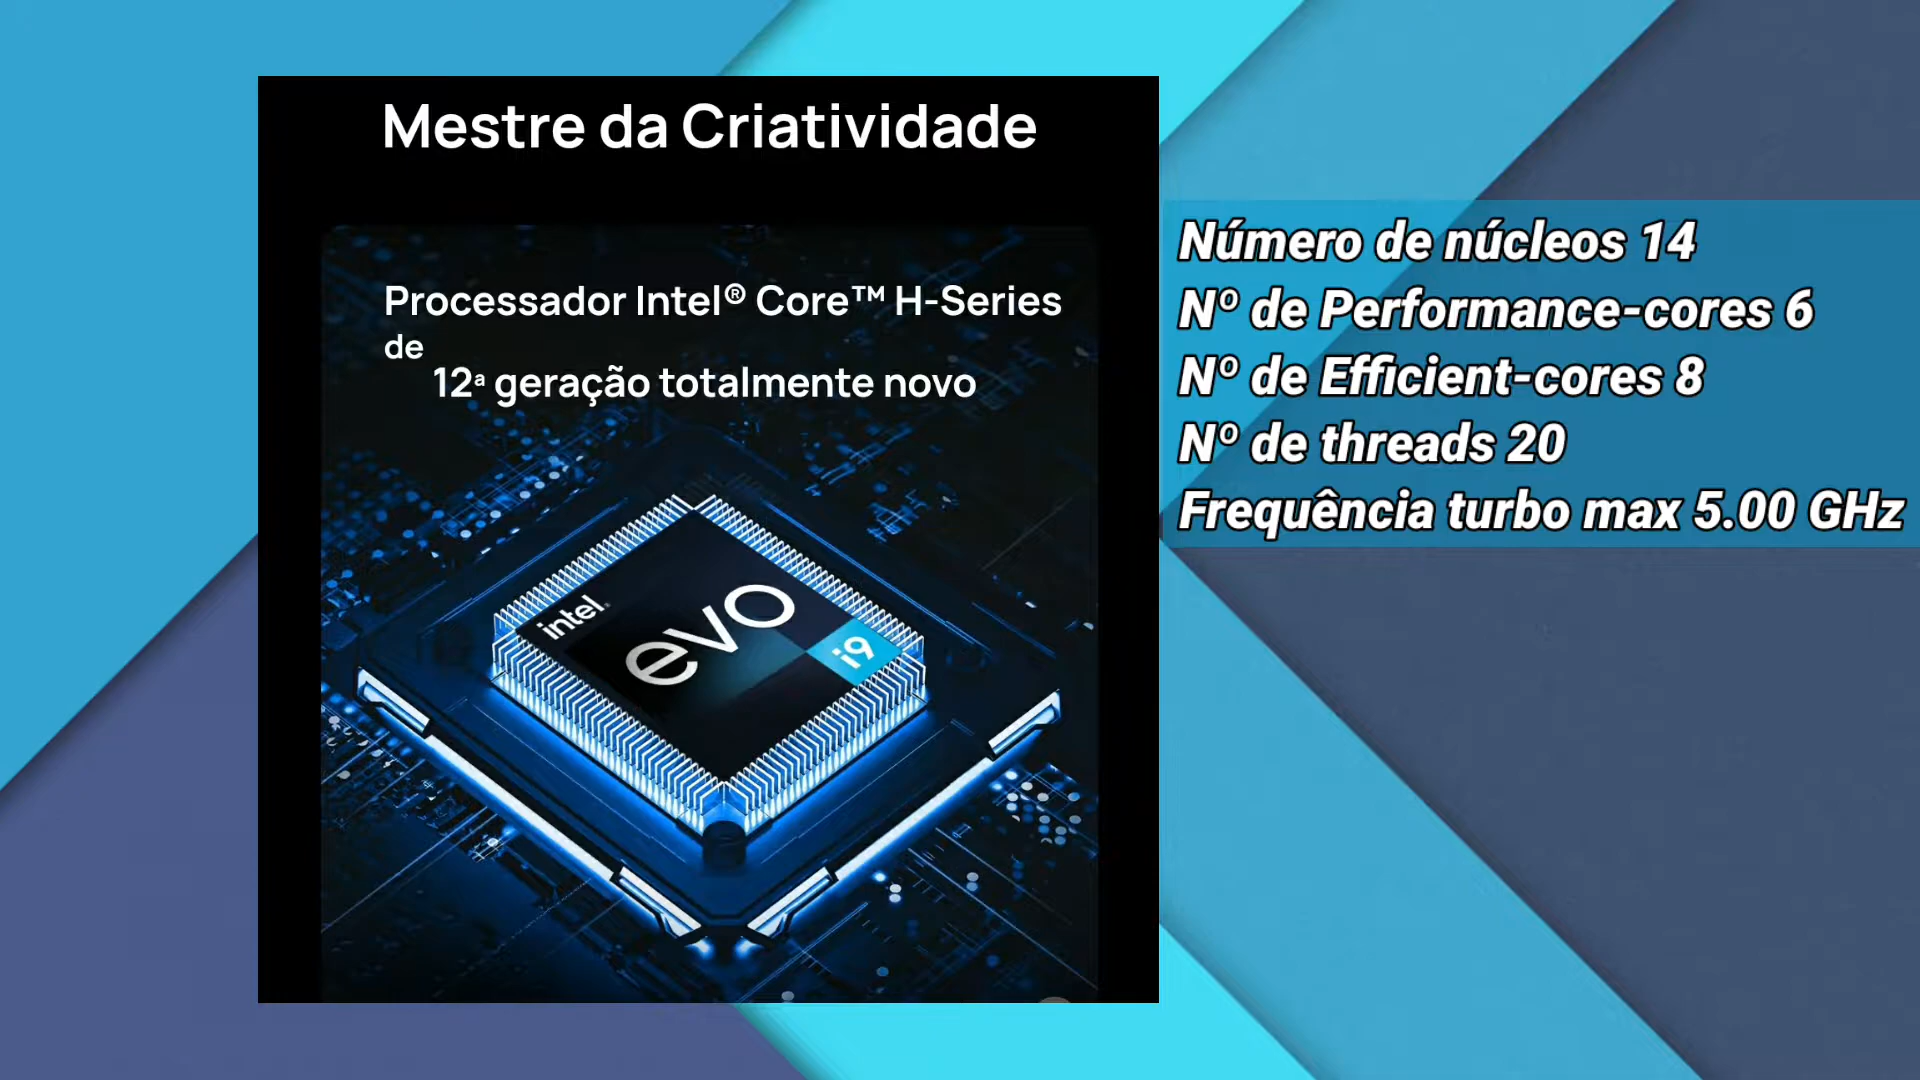 Mestre da Criatividade
Processador Intel® Core™ H-Series
de
12ª geração totalmente novo
intel.
evo
i9
Número de núcleos 14
Nº de Performance-cores 6
Nº de Efficient-cores 8
Nº de threads 20
Frequência turbo max 5.00 GHz